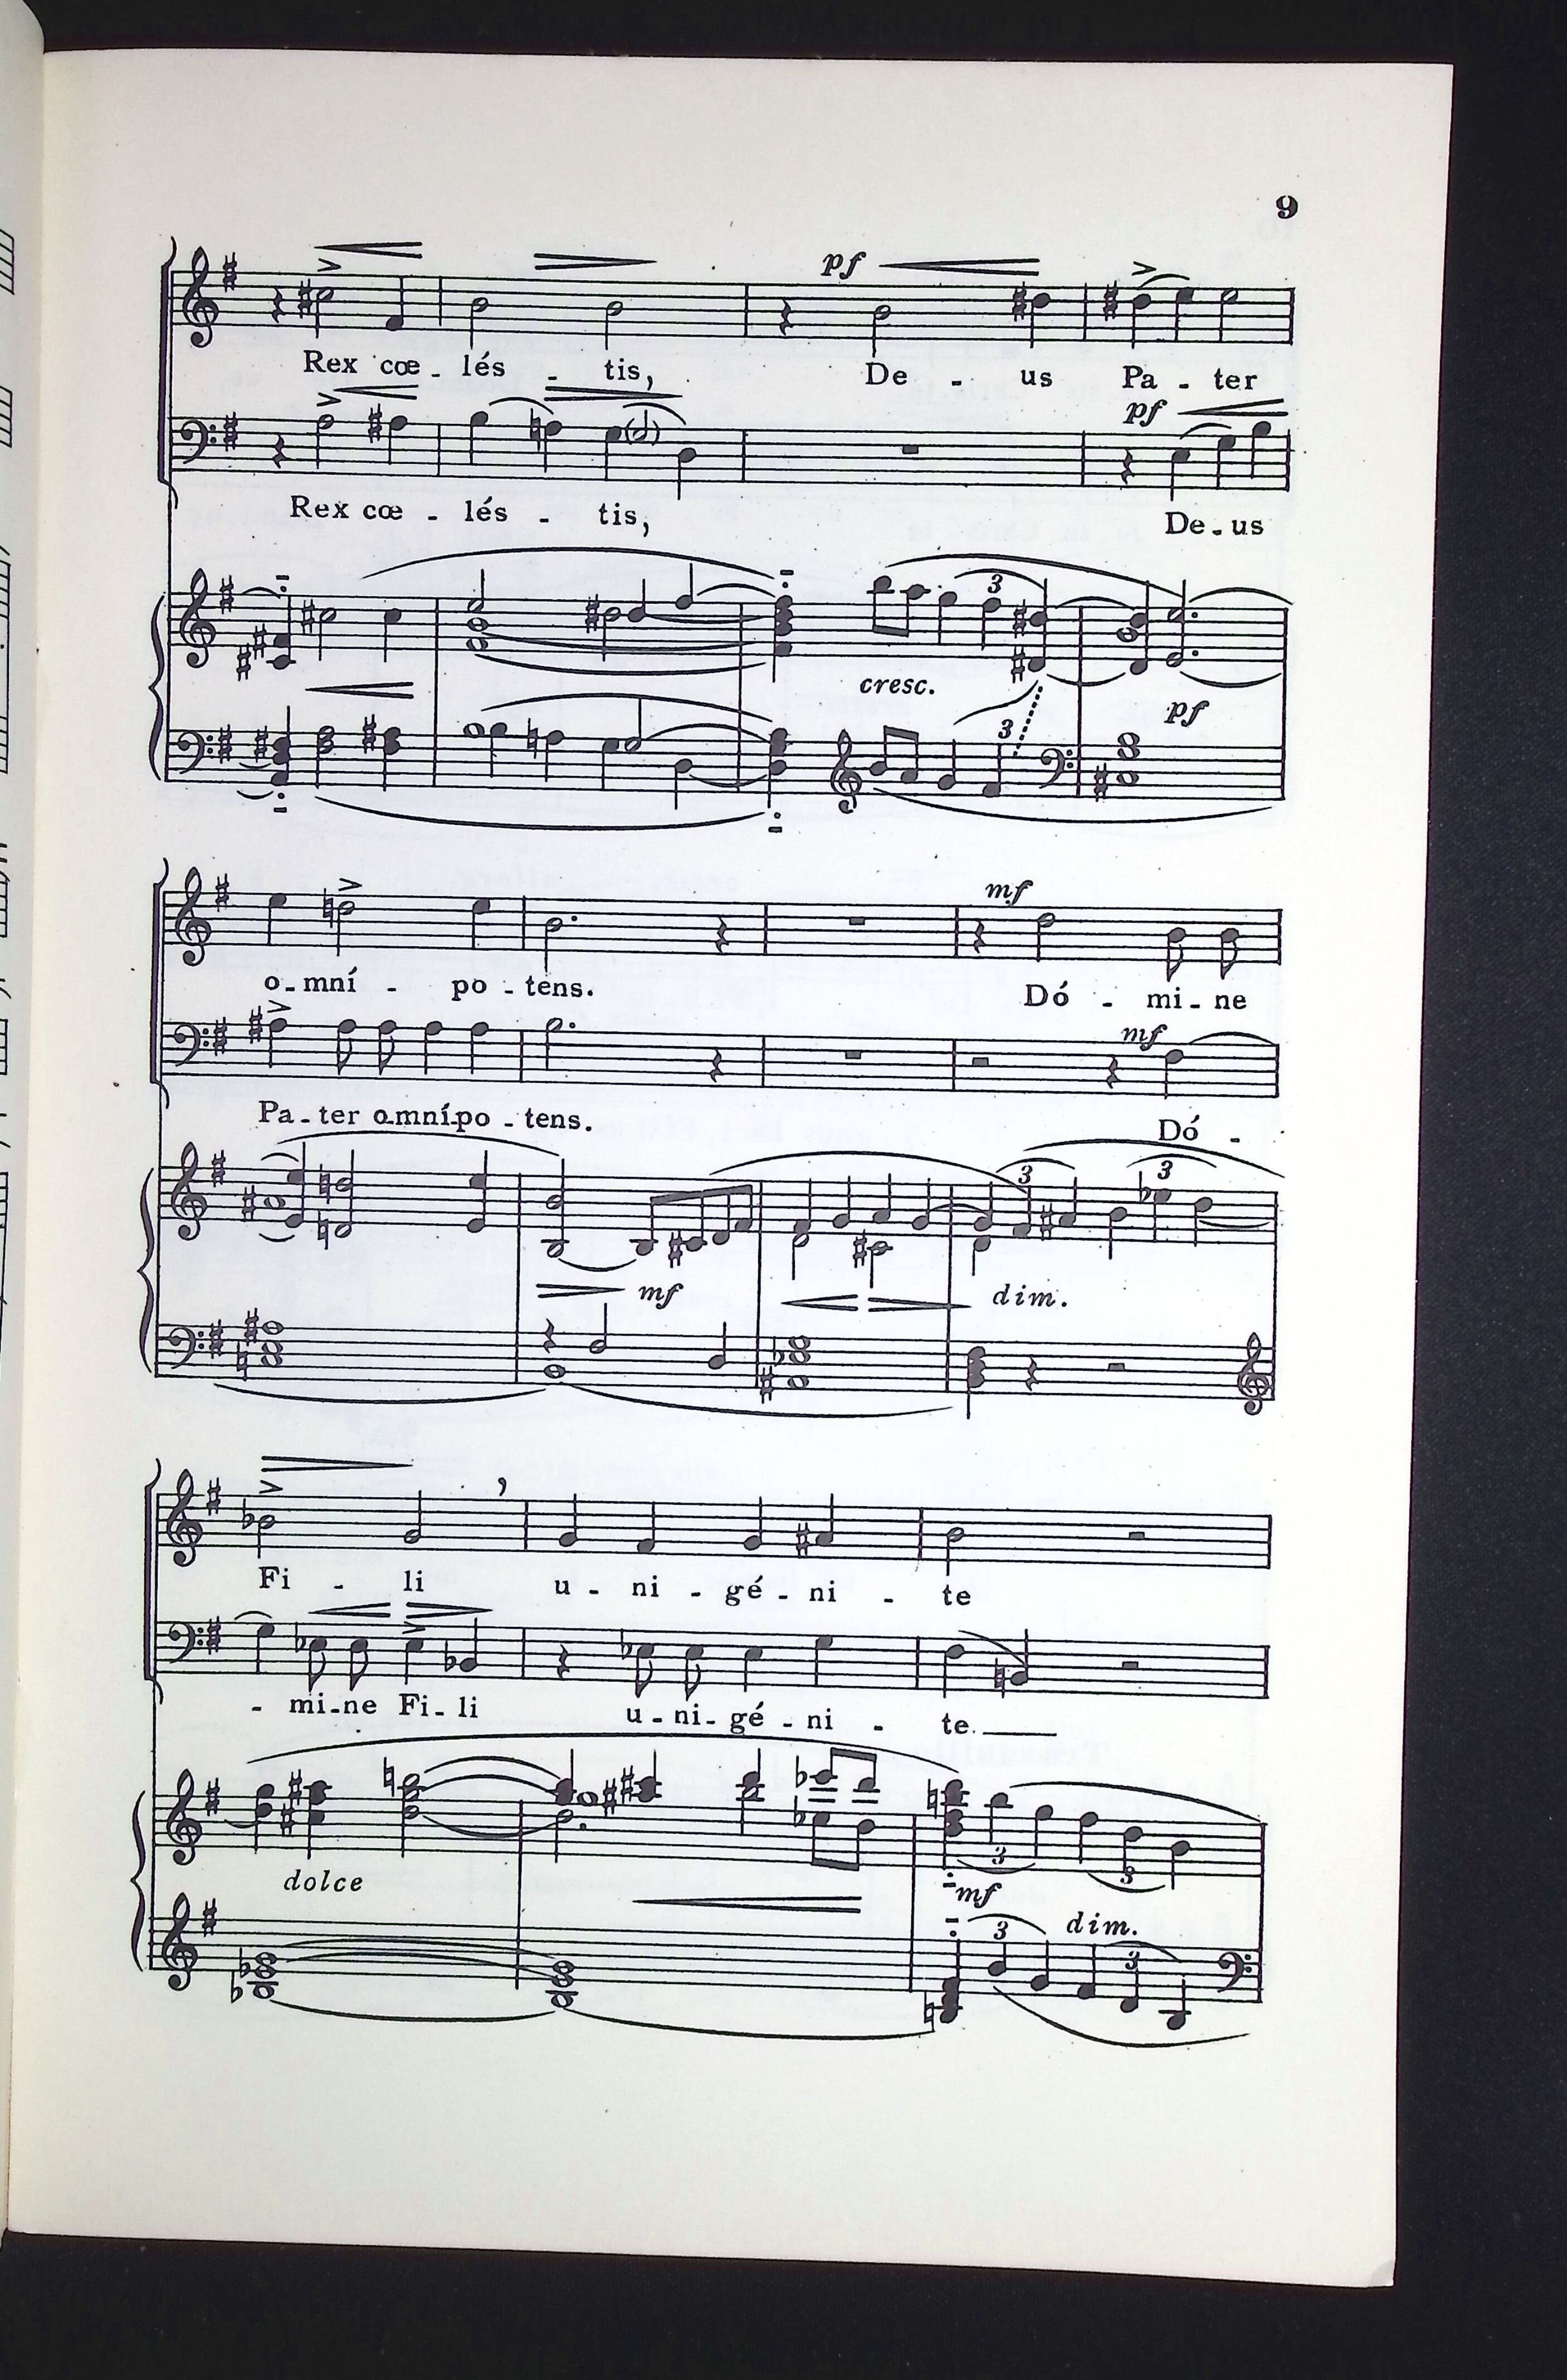 9
pf
Rex cœ - lés - tis, De - us Pa - ter
pf
Rex cœ - lés - tis, De - us
3
cresc.
pf
3
mf
o - mní - po - tens. Dó - mi - ne
mf
Pa - ter o - mní - po - tens. Dó -
3 3
mf dim.
Fi - li u - ni - gé - ni - te
- mi - ne Fi - li u - ni - gé - ni - te.
dolce
3 3
mf
3 dim.
3